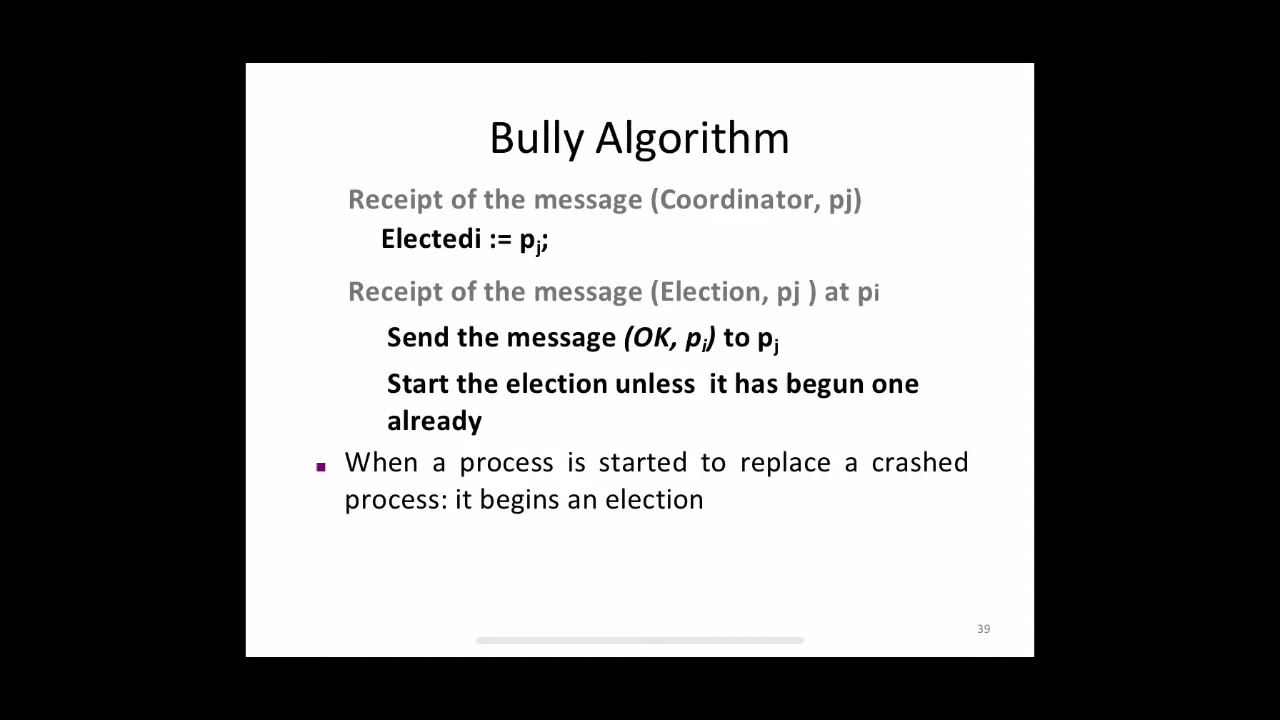 Bully Algorithm
Receipt of the message (Coordinator, pj)
Electedi := pj;
Receipt of the message (Election, pj ) at pi
Send the message (OK, pi) to pj
Start the election unless  it has begun one
already
▪ When a process is started to replace a crashed
process: it begins an election
39